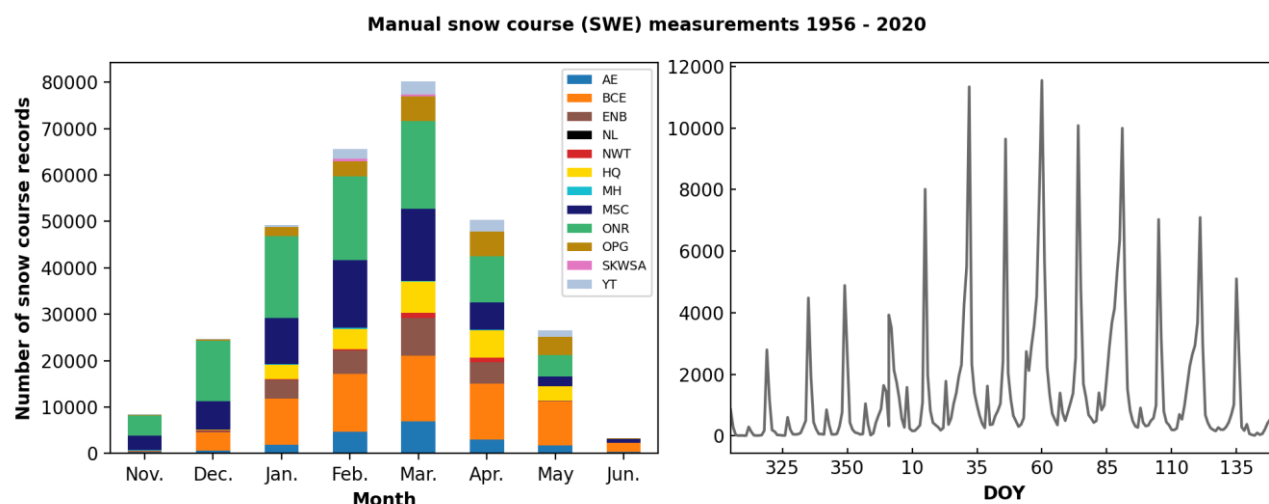 Manual snow course (SWE) measurements 1956 - 2020
Number of snow course records
80000
70000
60000
50000
40000
30000
20000
10000
0
Nov. Dec. Jan. Feb. Mar. Apr. May Jun.
Month
AE
BCE
ENB
NL
NWT
HQ
MH
MSC
ONR
OPG
SKWSA
YT
12000
10000
8000
6000
4000
2000
0
325 350 10 35 60 85 110 135
DOY